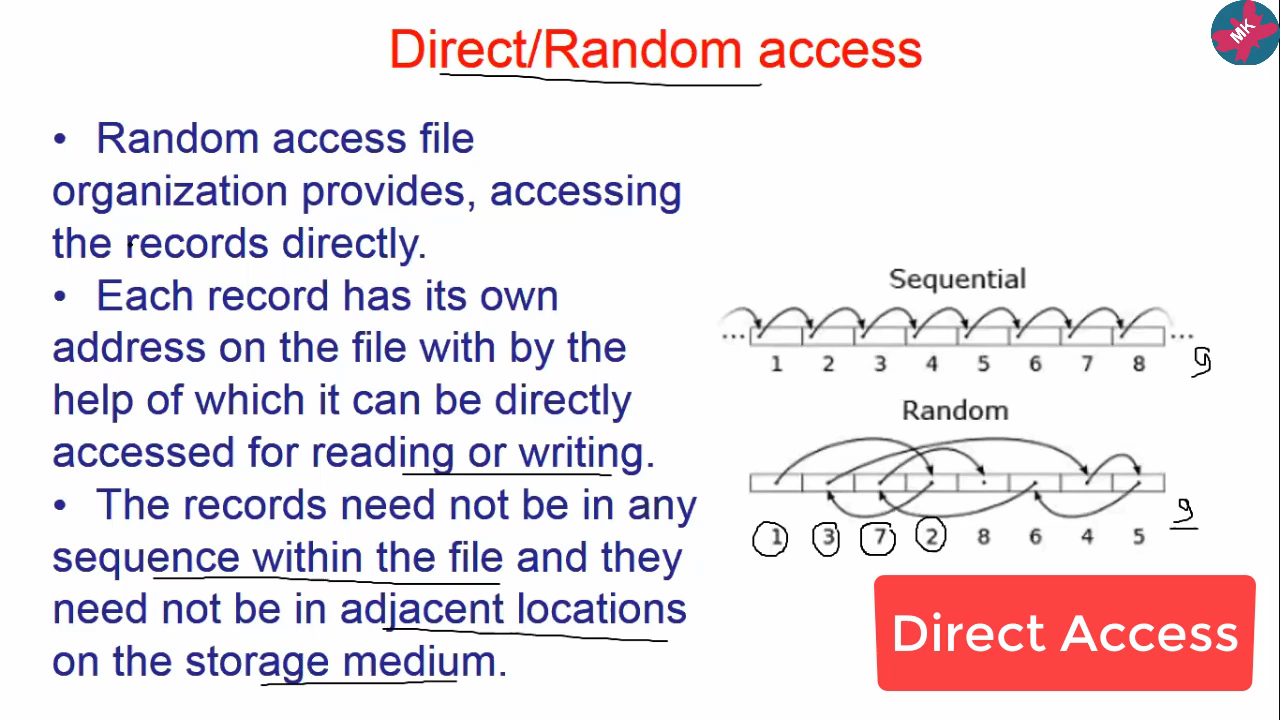 Direct/Random access
MK
• Random access file
organization provides, accessing
the records directly.
• Each record has its own
address on the file with by the
help of which it can be directly
accessed for reading or writing.
• The records need not be in any
sequence within the file and they
need not be in adjacent locations
on the storage medium.
Sequential
... ...
1 2 3 4 5 6 7 8 9
Random
1 3 7 2 8 6 4 5 9
Direct Access